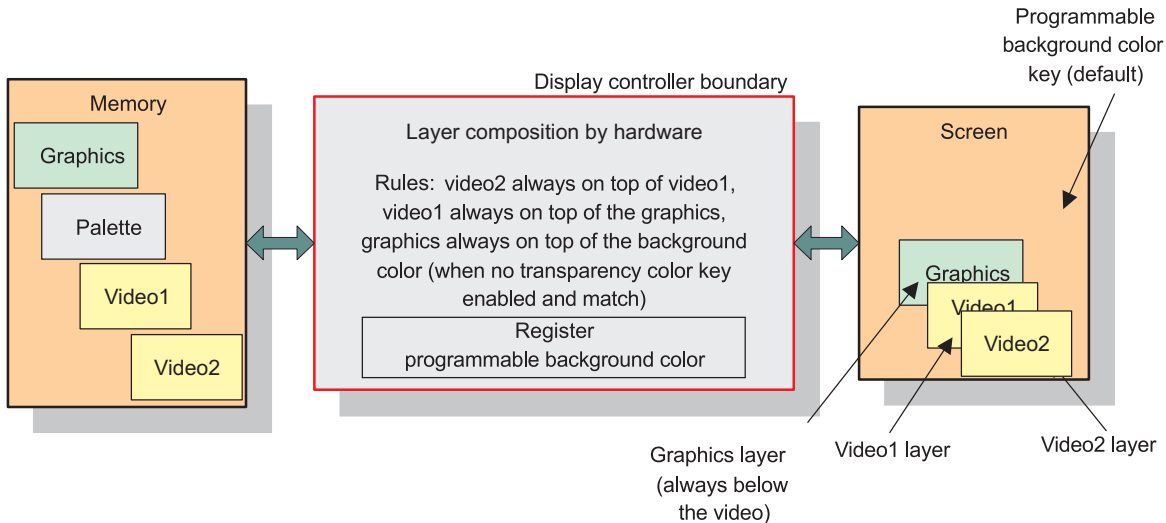 Programmable
background color
key (default)
Display controller boundary
Memory
Graphics
Palette
Video1
Video2
Layer composition by hardware
Rules: video2 always on top of video1,
video1 always on top of the graphics,
graphics always on top of the background
color (when no transparency color key
enabled and match)
Register
programmable background color
Screen
Graphics
Video1
Video2
Graphics layer
(always below
the video)
Video1 layer
Video2 layer